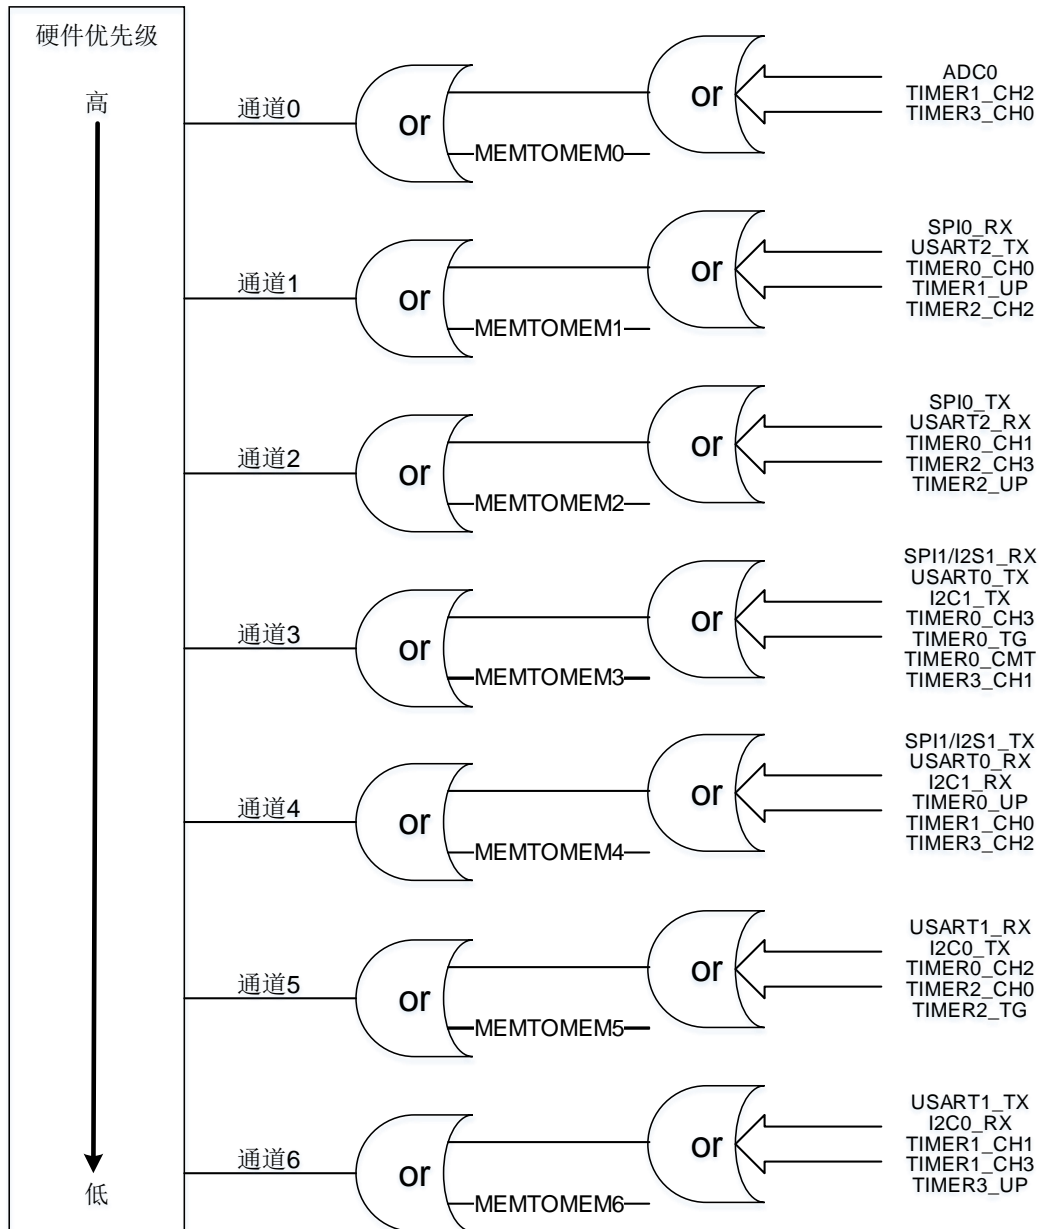 硬件优先级
高
低
通道0
or
MEMTOMEM0
or
ADC0
TIMER1_CH2
TIMER3_CH0
通道1
or
MEMTOMEM1
or
SPI0_RX
USART2_TX
TIMER0_CH0
TIMER1_UP
TIMER2_CH2
通道2
or
MEMTOMEM2
or
SPI0_TX
USART2_RX
TIMER0_CH1
TIMER2_CH3
TIMER2_UP
通道3
or
MEMTOMEM3
or
SPI1/I2S1_RX
USART0_TX
I2C1_TX
TIMER0_CH3
TIMER0_TG
TIMER0_CMT
TIMER3_CH1
通道4
or
MEMTOMEM4
or
SPI1/I2S1_TX
USART0_RX
I2C1_RX
TIMER0_UP
TIMER1_CH0
TIMER3_CH2
通道5
or
MEMTOMEM5
or
USART1_RX
I2C0_TX
TIMER0_CH2
TIMER2_CH0
TIMER2_TG
通道6
or
MEMTOMEM6
or
USART1_TX
I2C0_RX
TIMER1_CH1
TIMER1_CH3
TIMER3_UP